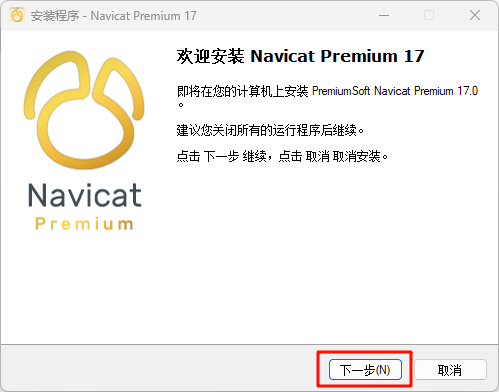 安装程序 - Navicat Premium 17
欢迎安装 Navicat Premium 17
即将在您的计算机上安装 PremiumSoft Navicat Premium 17.0
。
建议您关闭所有的运行程序后继续。
点击 下一步 继续，点击 取消 取消安装。
Navicat
Premium
下一步(N)
取消